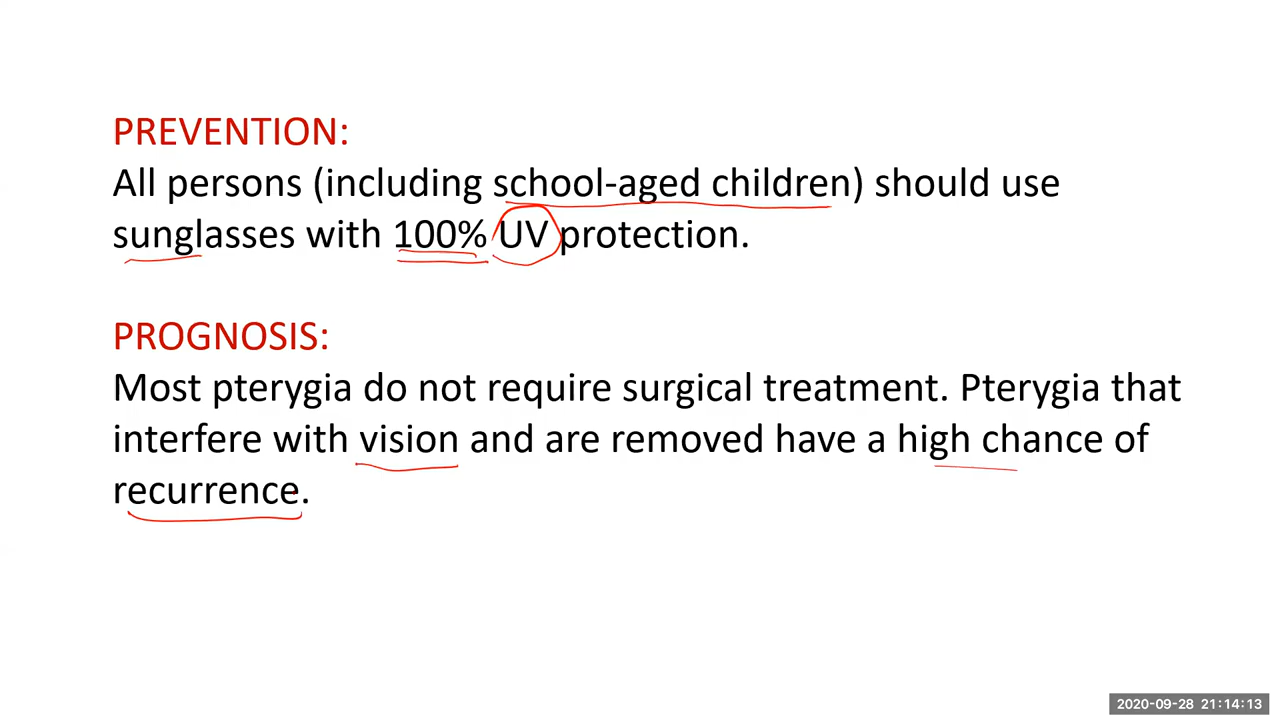 PREVENTION:
All persons (including school-aged children) should use
sunglasses with 100% UV protection.
PROGNOSIS:
Most pterygia do not require surgical treatment. Pterygia that
interfere with vision and are removed have a high chance of
recurrence.
2020-09-28 21:14:13